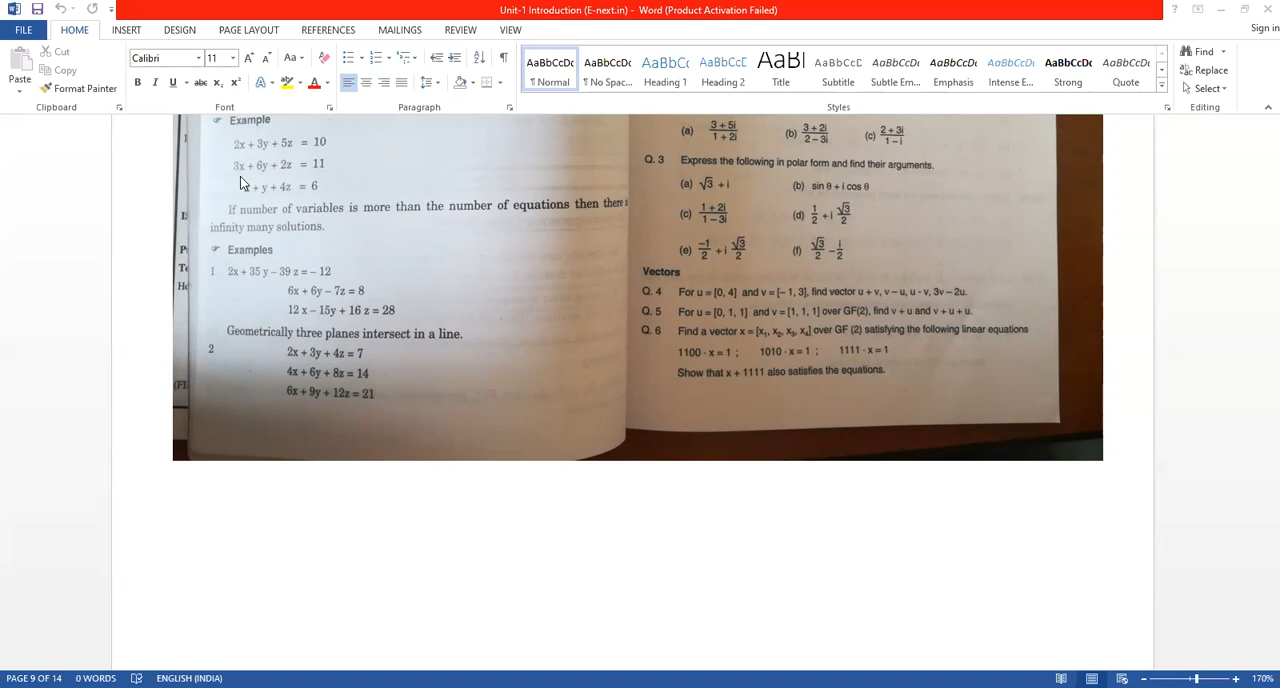 Unit-1 Introduction (E-next.in) - Word (Product Activation Failed)
FILE HOME INSERT DESIGN PAGE LAYOUT REFERENCES MAILINGS REVIEW VIEW Sign in
Paste
Cut
Copy
Format Painter
Clipboard
Calibri 11
Font
Paragraph
AaBbCcDc AaBbCcDc AaBbC( AaBbCcC AaB| AaBbCcDc AaBbCcDc AaBbCcDc AaBbCcDc AaBbCcDc AaBbCcDc
¶ Normal ¶ No Spac... Heading 1 Heading 2 Title Subtitle Subtle Em... Emphasis Intense E... Strong Quote
Styles
Find
Replace
Select
Editing
Example
2x + 3y + 5z = 10
3x + 6y + 2z = 11
+ y + 4z = 6
If number of variables is more than the number of equations then there
infinity many solutions.
Examples
1 2x + 35 y – 39 z = – 12
6x + 6y – 7z = 8
12 x – 15y + 16 z = 28
Geometrically three planes intersect in a line.
2 2x + 3y + 4z = 7
4x + 6y + 8z = 14
6x + 9y + 12z = 21
(a) 3 + 5i / 1 + 2i (b) 3 + 2i / 2 – 3i (c) 2 + 3i / 1 – i
Q. 3 Express the following in polar form and find their arguments.
(a) √3 + i (b) sin θ + i cos θ
(c) 1 + 2i / 1 – 3i (d) 1/2 + i √3/2
(e) –1/2 + i √3/2 (f) √3/2 – i/2
Vectors
Q. 4 For u = [0, 4] and v = [– 1, 3], find vector u + v, v – u, u - v, 3v – 2u.
Q. 5 For u = [0, 1, 1] and v = [1, 1, 1] over GF(2), find v + u and v + u + u.
Q. 6 Find a vector x = [x₁, x₂, x₃, x₄] over GF (2) satisfying the following linear equations
1100 · x = 1 ; 1010 · x = 1 ; 1111 · x = 1
Show that x + 1111 also satisfies the equations.
PAGE 9 OF 14 0 WORDS ENGLISH (INDIA) 170%